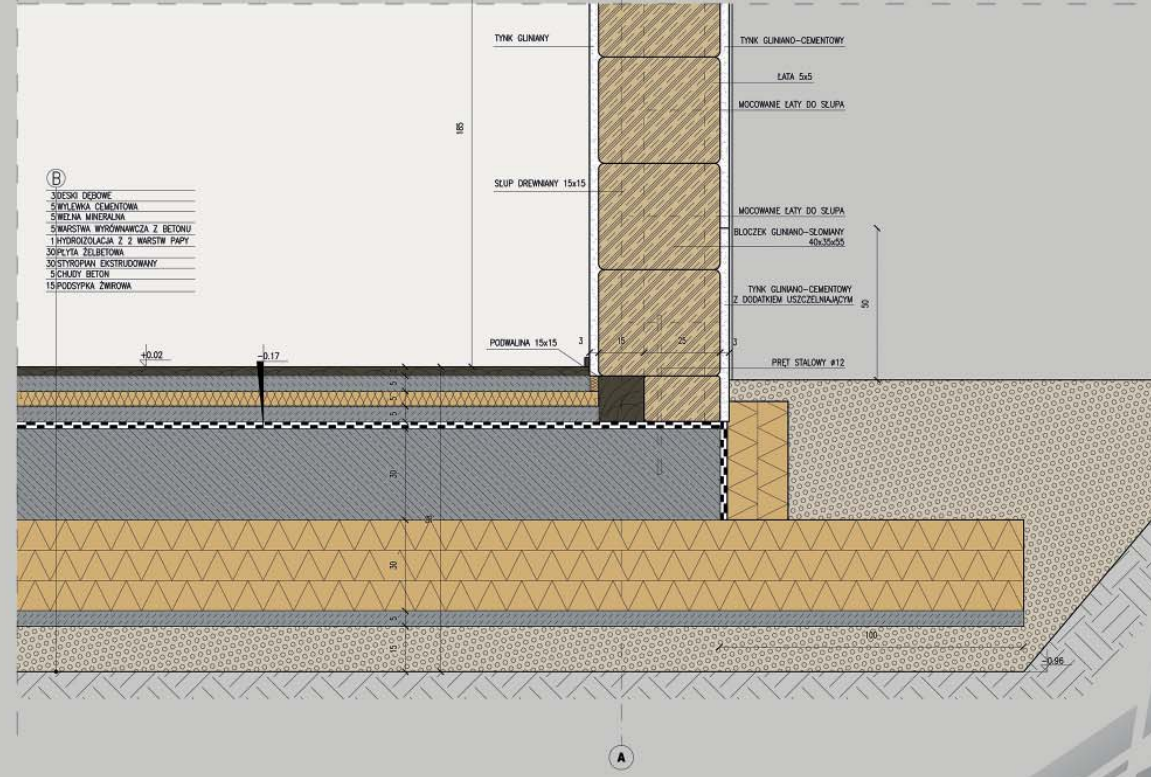 TYNK GLINIANY
TYNK GLINIANO-CEMENTOWY
ŁATA 5x5
MOCOWANIE ŁATY DO SŁUPA
185
SŁUP DREWNIANY 15x15
MOCOWANIE ŁATY DO SŁUPA
BLOCZEK GLINIANO-SŁOMIANY
40x35x55
TYNK GLINIANO-CEMENTOWY
Z DODATKIEM USZCZELNIAJĄCYM
50
PRĘT STALOWY ø12
PODWALINA 15x15
3 15 25 3
B
3 DESKI DĘBOWE
5 WYLEWKA CEMENTOWA
5 WEŁNA MINERALNA
5 WARSTWA WYRÓWNAWCZA Z BETONU
1 HYDROIZOLACJA Z 2 WARSTW PAPY
30 PŁYTA ŻELBETOWA
30 STYROPIAN EKSTRUDOWANY
5 CHUDY BETON
15 PODSYPKA ŻWIROWA
+0.02
-0.17
5
5
5
30
98
30
5
15
100
-0.96
A